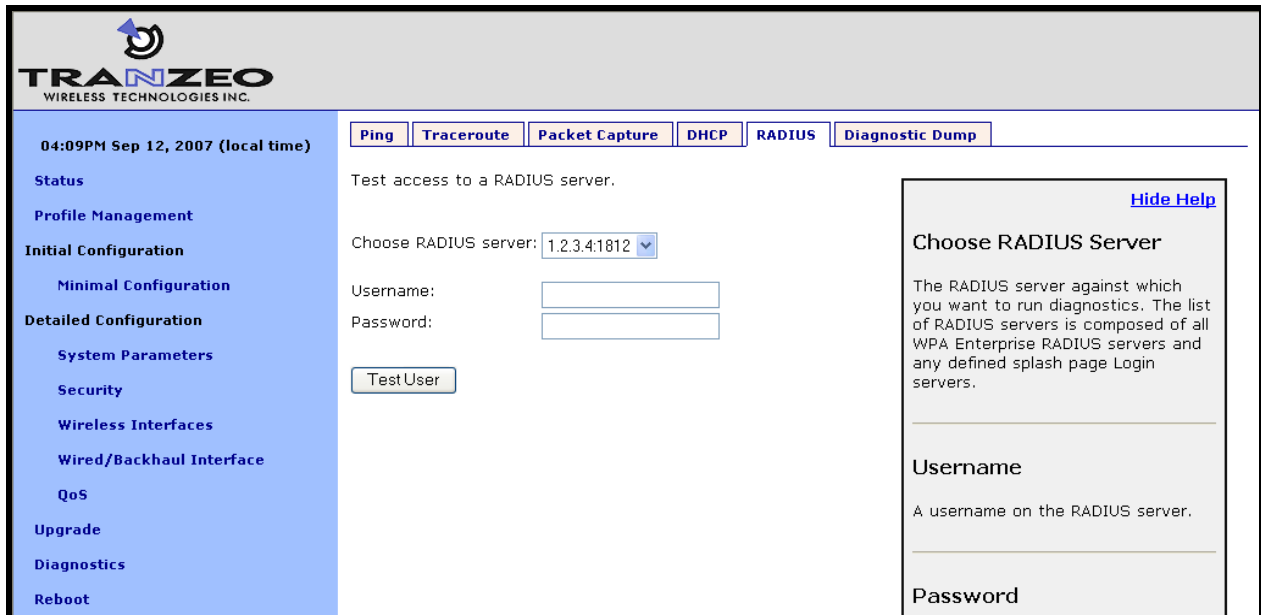 TRANZEO
WIRELESS TECHNOLOGIES INC.
04:09PM Sep 12, 2007 (local time)
Status
Profile Management
Initial Configuration
Minimal Configuration
Detailed Configuration
System Parameters
Security
Wireless Interfaces
Wired/Backhaul Interface
QoS
Upgrade
Diagnostics
Reboot
Ping
Traceroute
Packet Capture
DHCP
RADIUS
Diagnostic Dump
Test access to a RADIUS server.
Choose RADIUS server: 1.2.3.4:1812
Username:
Password:
Test User
Hide Help
Choose RADIUS Server
The RADIUS server against which
you want to run diagnostics. The list
of RADIUS servers is composed of all
WPA Enterprise RADIUS servers and
any defined splash page Login
servers.
Username
A username on the RADIUS server.
Password